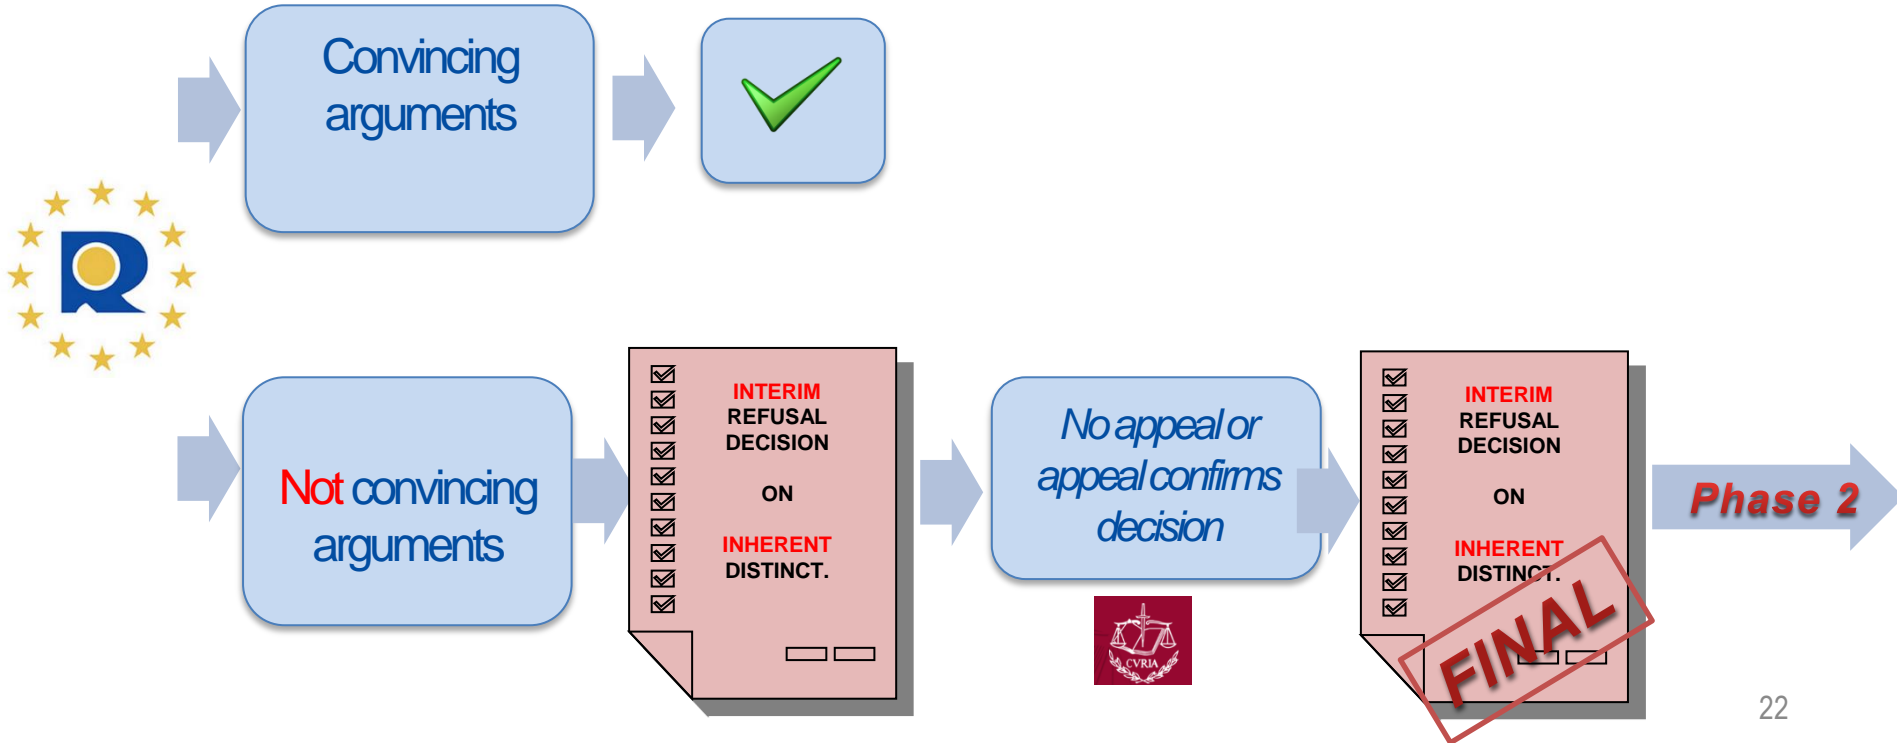 Convincing
arguments
Not convincing
arguments
INTERIM
REFUSAL
DECISION
ON
INHERENT
DISTINCT.
No appeal or
appeal confirms
decision
CVRIA
INTERIM
REFUSAL
DECISION
ON
INHERENT
DISTINCT.
FINAL
Phase 2
22